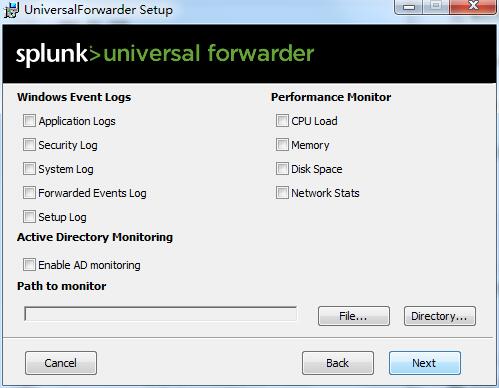 UniversalForwarder Setup
splunk>universal forwarder
Windows Event Logs
Application Logs
Security Log
System Log
Forwarded Events Log
Setup Log
Performance Monitor
CPU Load
Memory
Disk Space
Network Stats
Active Directory Monitoring
Enable AD monitoring
Path to monitor
File...
Directory...
Cancel
Back
Next